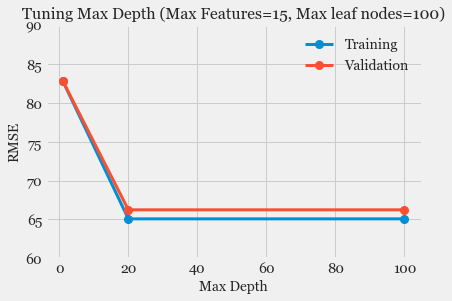 Tuning Max Depth (Max Features=15, Max leaf nodes=100)
90
85
80
75
70
65
60
RMSE
Training
Validation
0 20 40 60 80 100
Max Depth